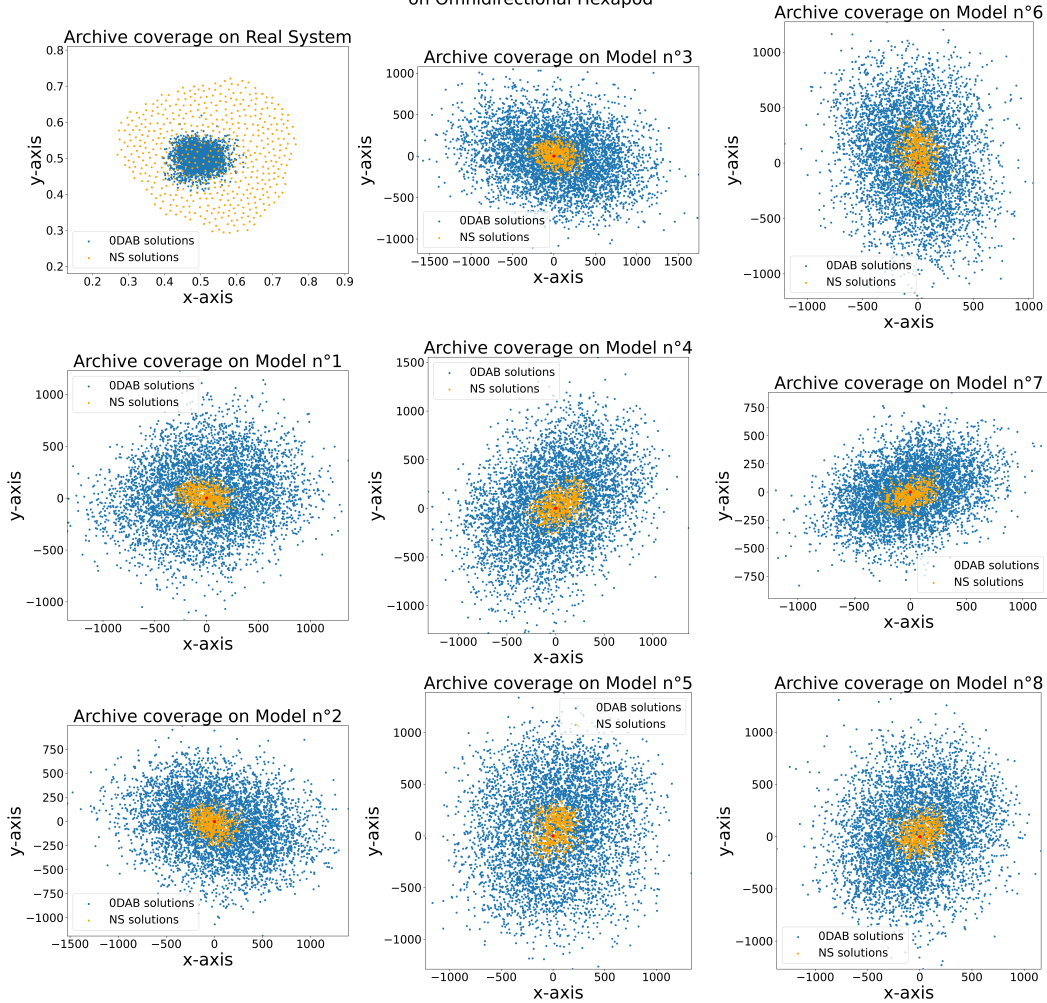 on Omnidirectional Hexapod
Archive coverage on Real System
0.8
0.7
0.6
0.5
0.4
0.3
0.2
y-axis
0DAB solutions
NS solutions
0.2 0.3 0.4 0.5 0.6 0.7 0.8 0.9
x-axis
Archive coverage on Model n°3
1000
500
0
−500
−1000
y-axis
0DAB solutions
NS solutions
−1500 −1000 −500 0 500 1000 1500
x-axis
Archive coverage on Model n°6
1000
500
0
−500
−1000
y-axis
0DAB solutions
NS solutions
−1000 −500 0 500 1000
x-axis
Archive coverage on Model n°1
0DAB solutions
NS solutions
1000
500
0
−500
−1000
y-axis
−1000 −500 0 500 1000
x-axis
Archive coverage on Model n°4
0DAB solutions
NS solutions
1500
1000
500
0
−500
−1000
y-axis
−1000 −500 0 500 1000
x-axis
Archive coverage on Model n°7
750
500
250
0
−250
−500
−750
y-axis
0DAB solutions
NS solutions
−1000 −500 0 500 1000
x-axis
Archive coverage on Model n°2
750
500
250
0
−250
−500
−750
−1000
y-axis
0DAB solutions
NS solutions
−1500 −1000 −500 0 500 1000
x-axis
Archive coverage on Model n°5
0DAB solutions
NS solutions
1000
500
0
−500
−1000
y-axis
−1000 −500 0 500 1000
x-axis
Archive coverage on Model n°8
1000
500
0
−500
−1000
y-axis
0DAB solutions
NS solutions
−1000 −500 0 500 1000
x-axis